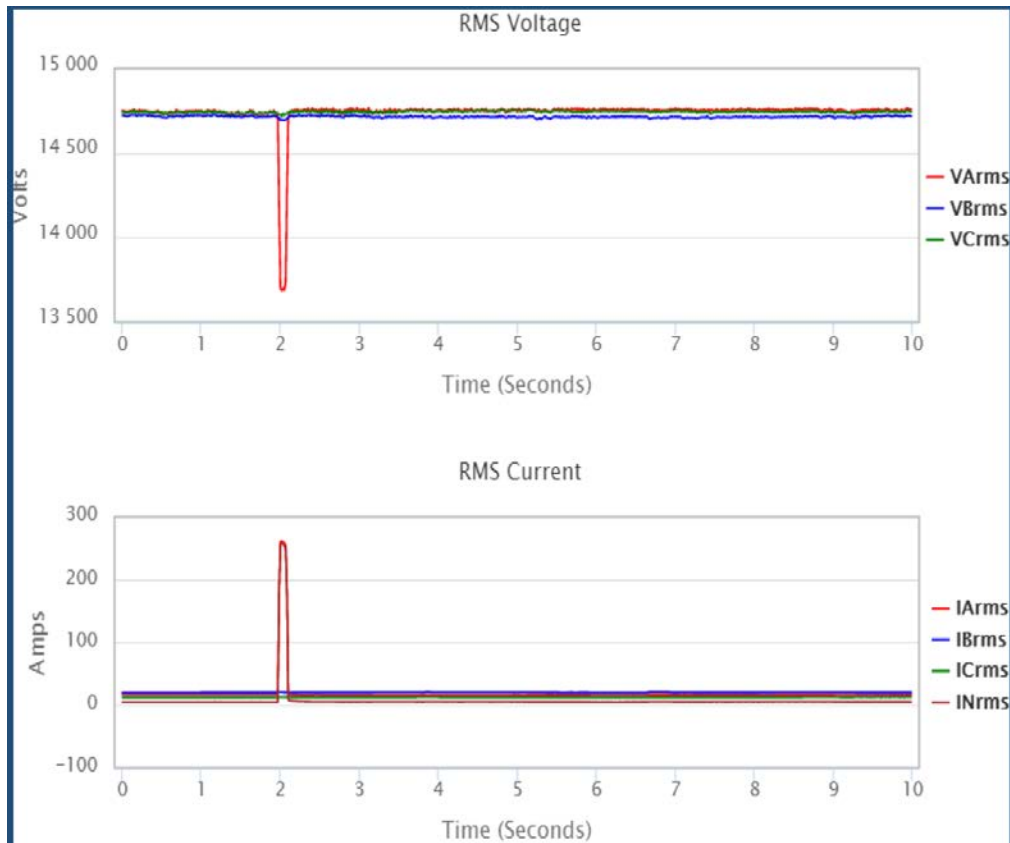 RMS Voltage
15 000
14 500
14 000
13 500
Volts
0 1 2 3 4 5 6 7 8 9 10
Time (Seconds)
VArms
VBrms
VCrms
RMS Current
300
200
100
0
-100
Amps
0 1 2 3 4 5 6 7 8 9 10
Time (Seconds)
IArms
IBrms
ICrms
INrms